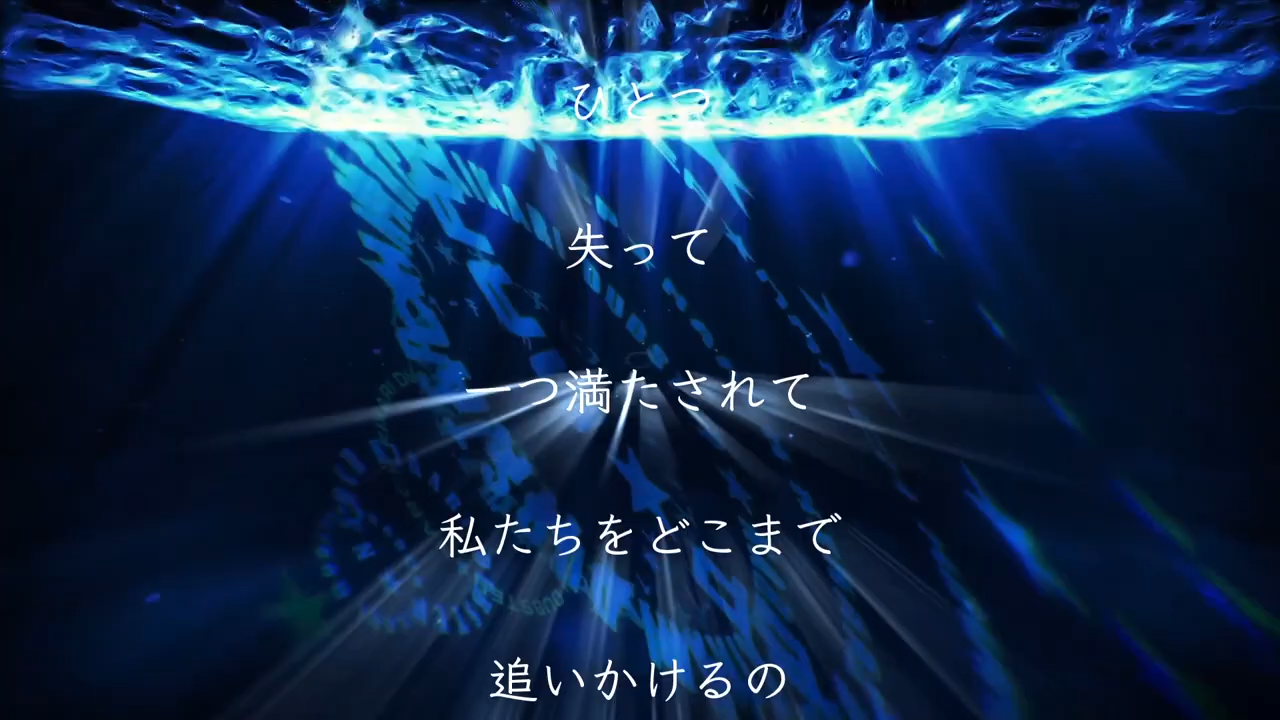 ひとつ
失って
一つ満たされて
私たちをどこまで
追いかけるの